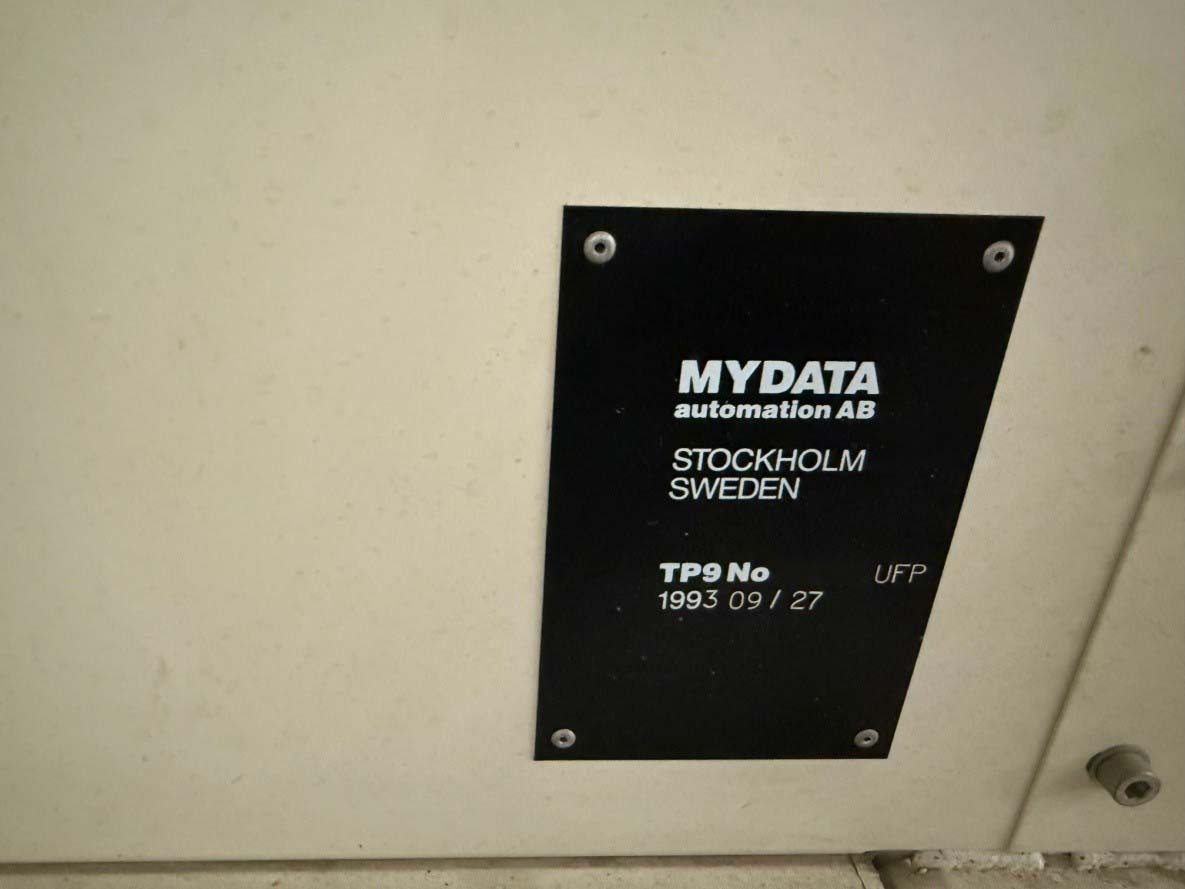 MYDATA
automation AB
STOCKHOLM
SWEDEN
TP9 No UFP
1993 09 / 27